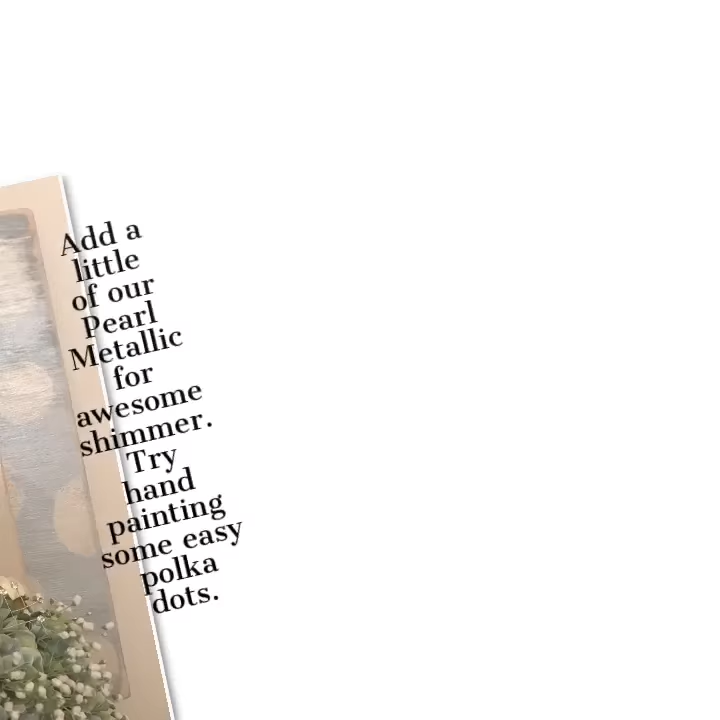 Add a
little
of our
Pearl
Metallic
for
awesome
shimmer.
Try
hand
painting
some easy
polka
dots.